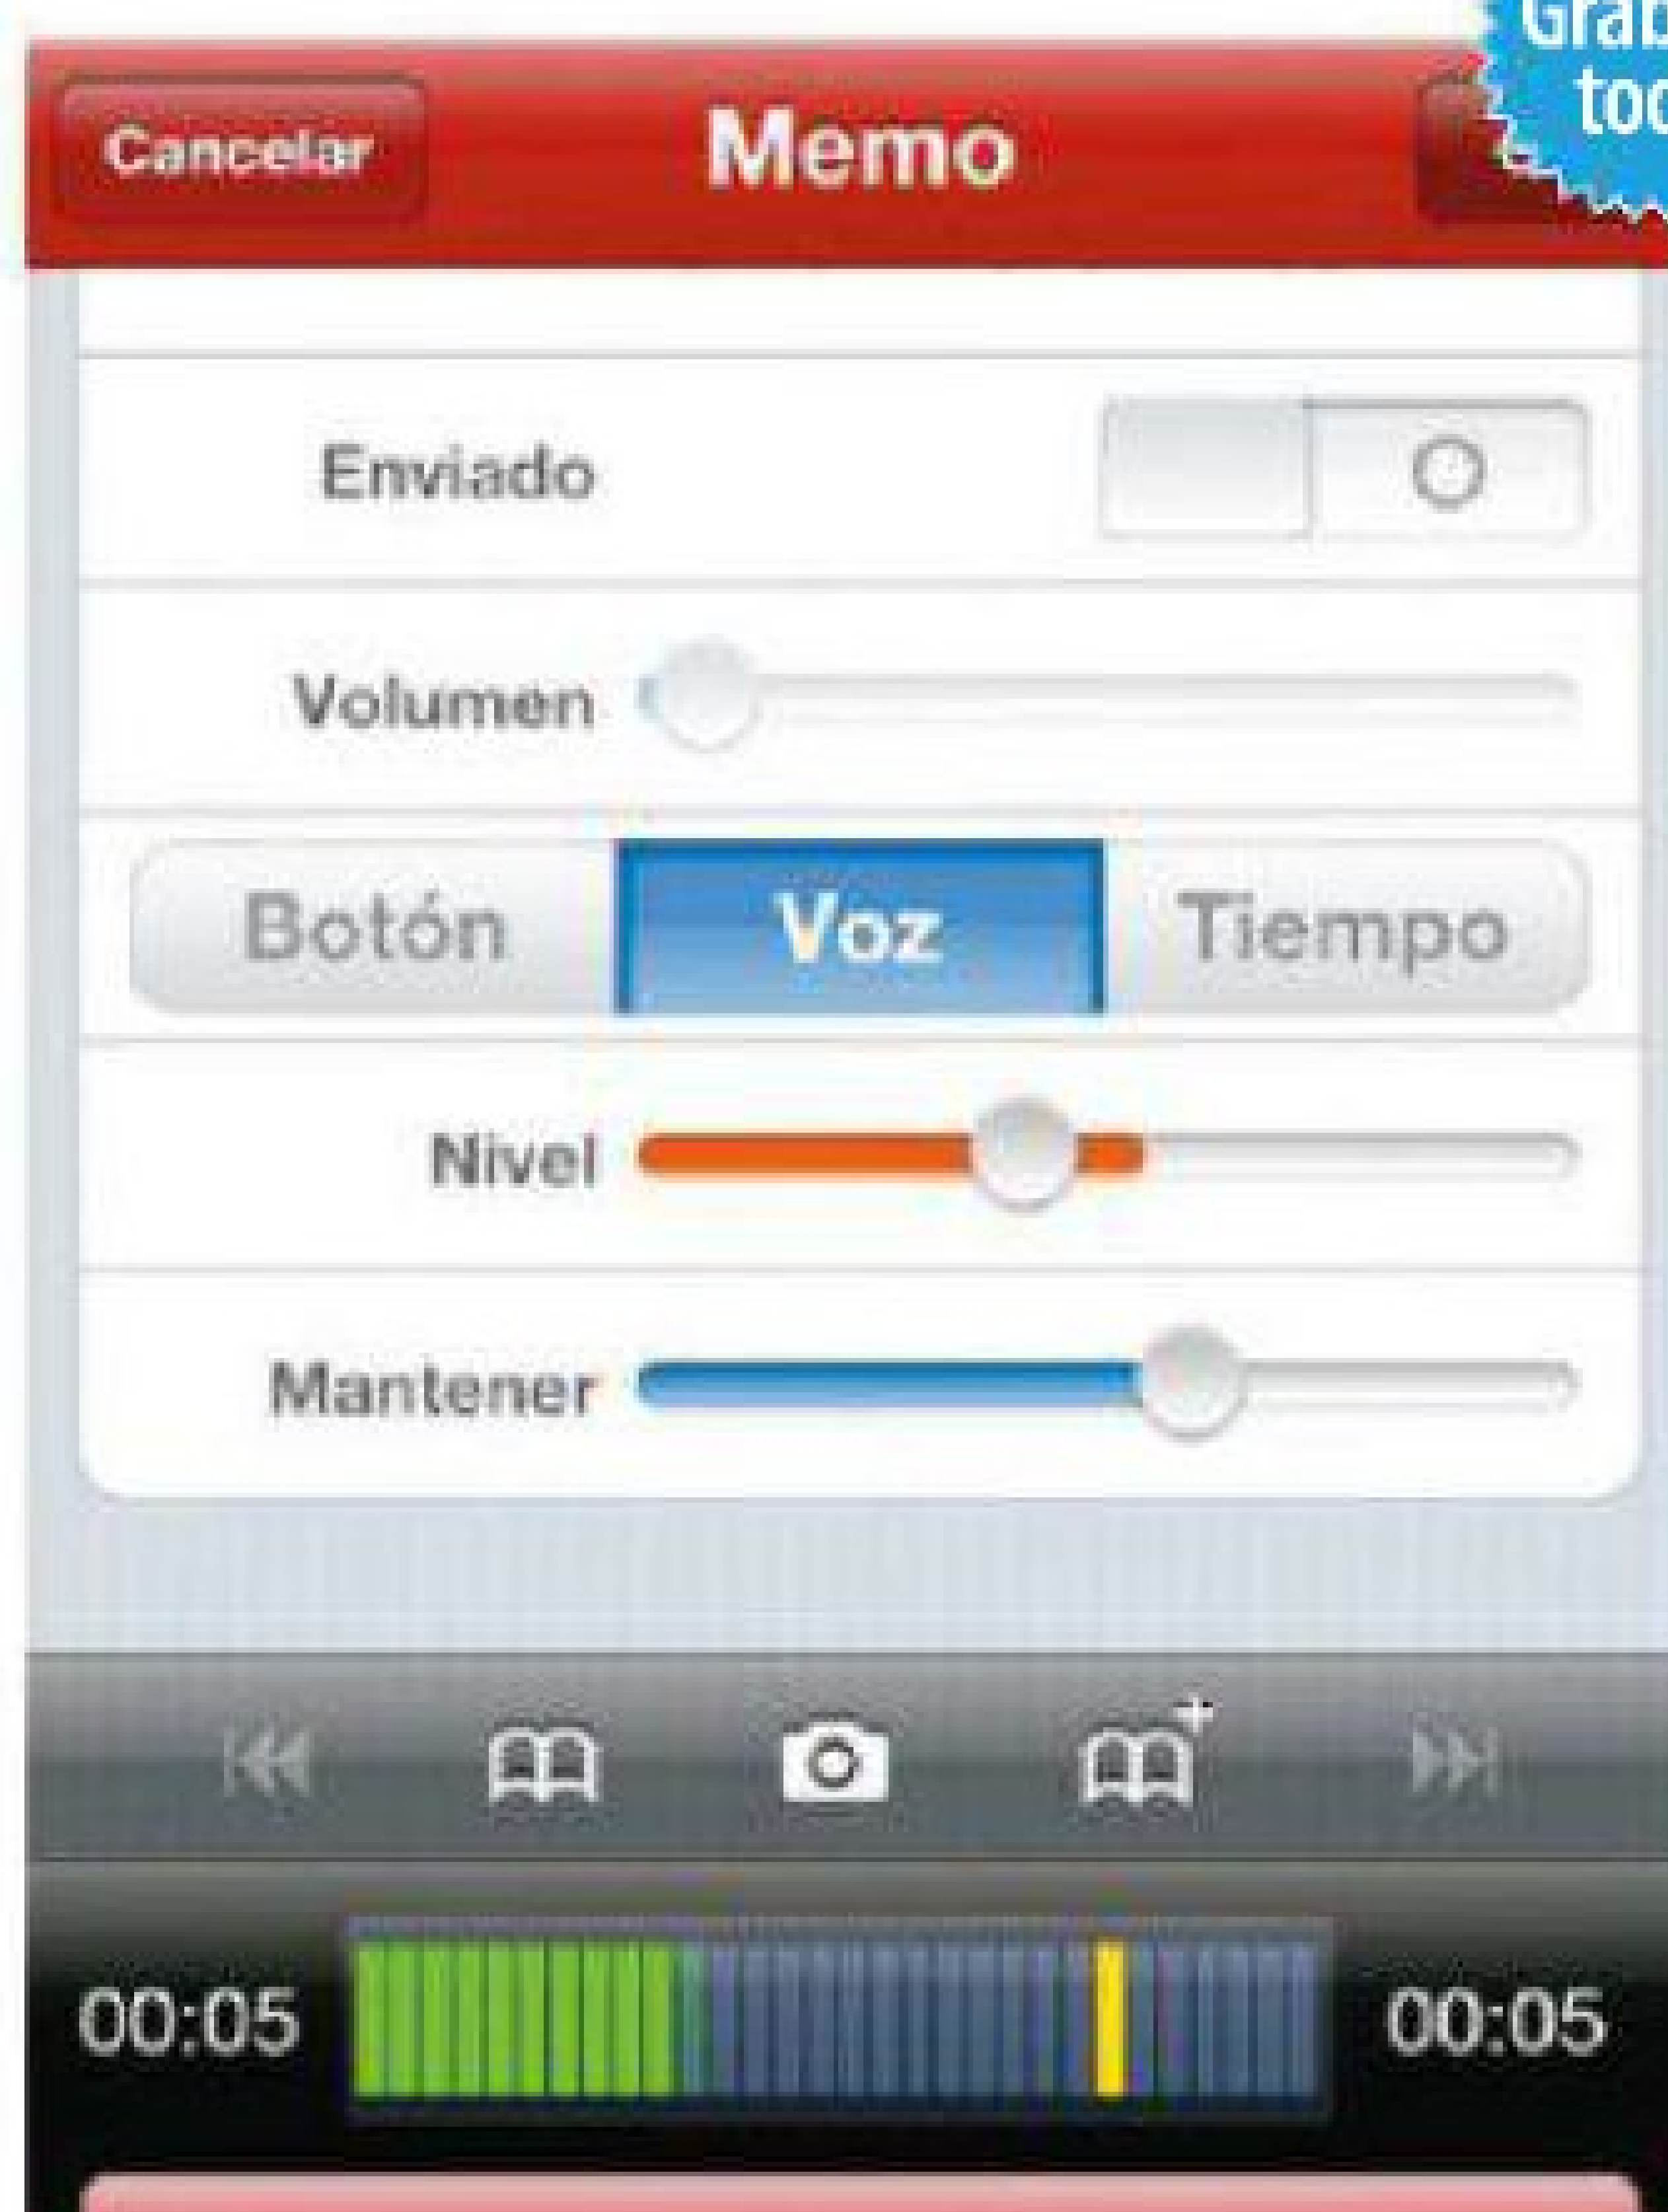 Cancelar
Memo
Enviado
Volumen
Botón Voz Tiempo
Nivel
Mantener
00:05
00:05